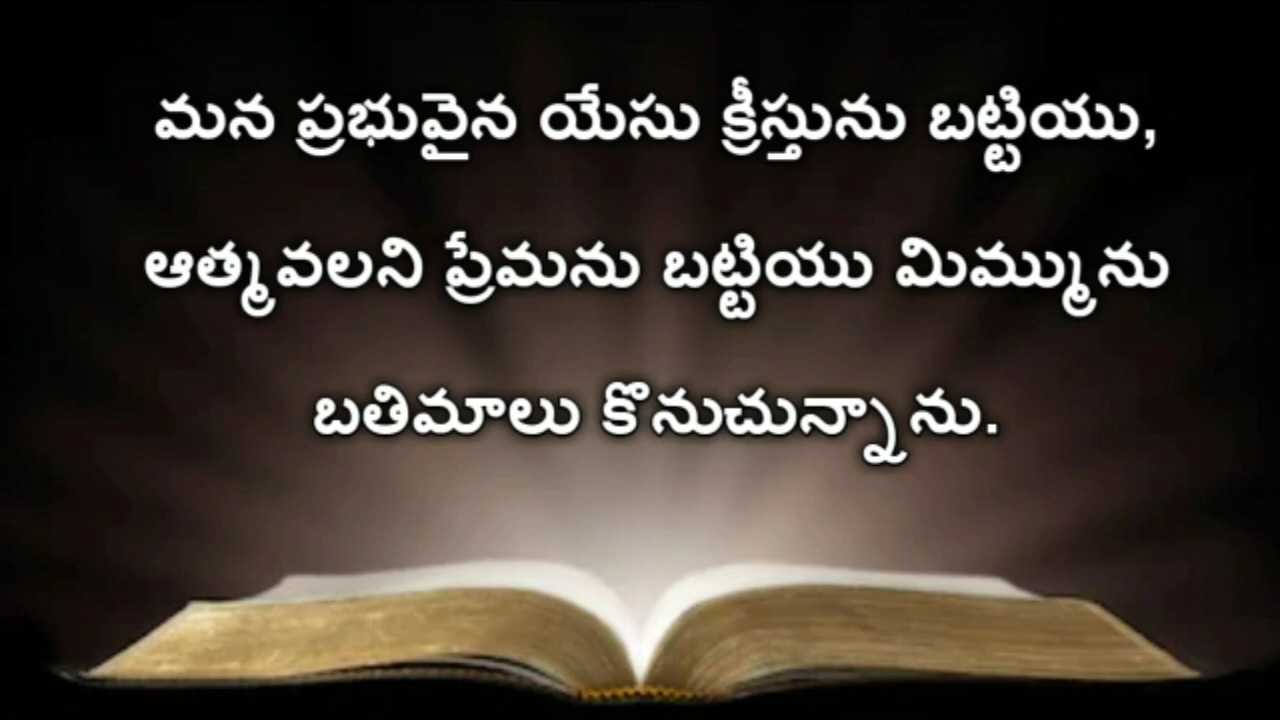 మన ప్రభువైన యేసు క్రీస్తును బట్టియు,
ఆత్మవలని ప్రేమను బట్టియు మిమ్మును
బతిమాలు కొనుచున్నాను.